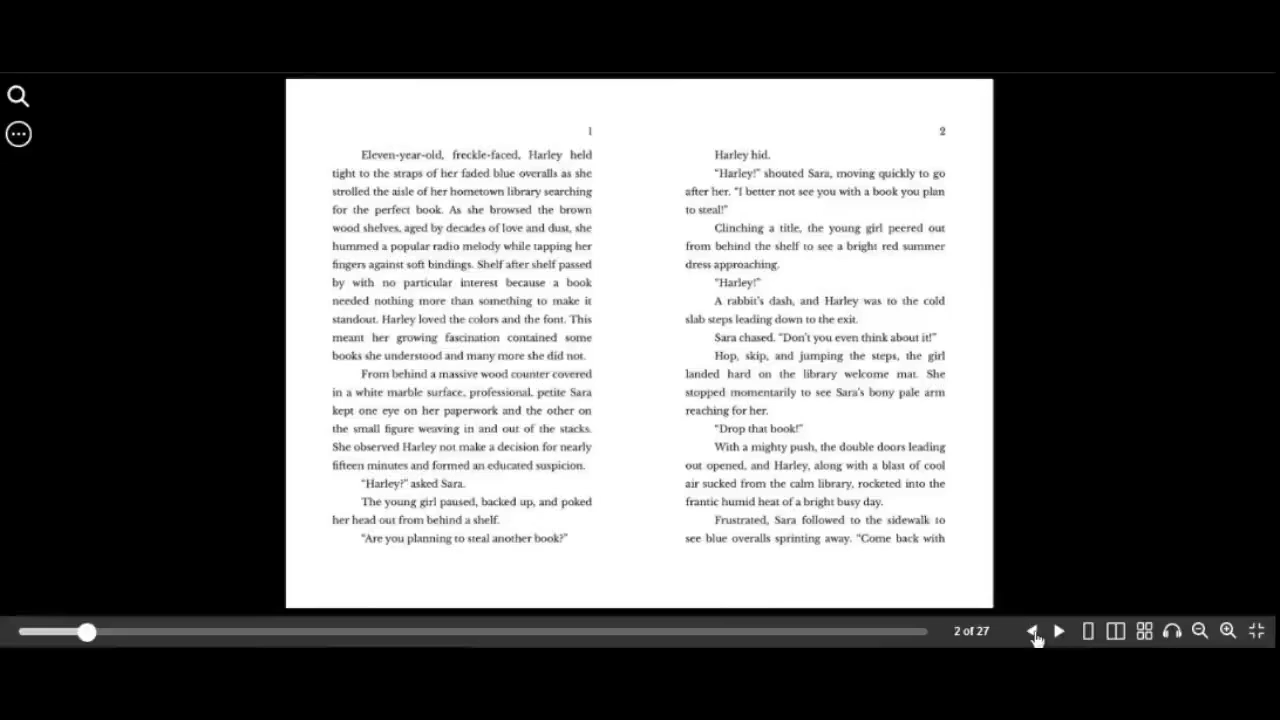 1
Eleven-year-old, freckle-faced, Harley held
tight to the straps of her faded blue overalls as she
strolled the aisle of her hometown library searching
for the perfect book. As she browsed the brown
wood shelves, aged by decades of love and dust, she
hummed a popular radio melody while tapping her
fingers against soft bindings. Shelf after shelf passed
by with no particular interest because a book
needed nothing more than something to make it
standout. Harley loved the colors and the font. This
meant her growing fascination contained some
books she understood and many more she did not.
From behind a massive wood counter covered
in a white marble surface, professional, petite Sara
kept one eye on her paperwork and the other on
the small figure weaving in and out of the stacks.
She observed Harley not make a decision for nearly
fifteen minutes and formed an educated suspicion.
“Harley?” asked Sara.
The young girl paused, backed up, and poked
her head out from behind a shelf.
“Are you planning to steal another book?”
2
Harley hid.
“Harley!” shouted Sara, moving quickly to go
after her. “I better not see you with a book you plan
to steal!”
Clinching a title, the young girl peered out
from behind the shelf to see a bright red summer
dress approaching.
“Harley!”
A rabbit’s dash, and Harley was to the cold
slab steps leading down to the exit.
Sara chased. “Don’t you even think about it!”
Hop, skip, and jumping the steps, the girl
landed hard on the library welcome mat. She
stopped momentarily to see Sara’s bony pale arm
reaching for her.
“Drop that book!”
With a mighty push, the double doors leading
out opened, and Harley, along with a blast of cool
air sucked from the calm library, rocketed into the
frantic humid heat of a bright busy day.
Frustrated, Sara followed to the sidewalk to
see blue overalls sprinting away. “Come back with
2 of 27